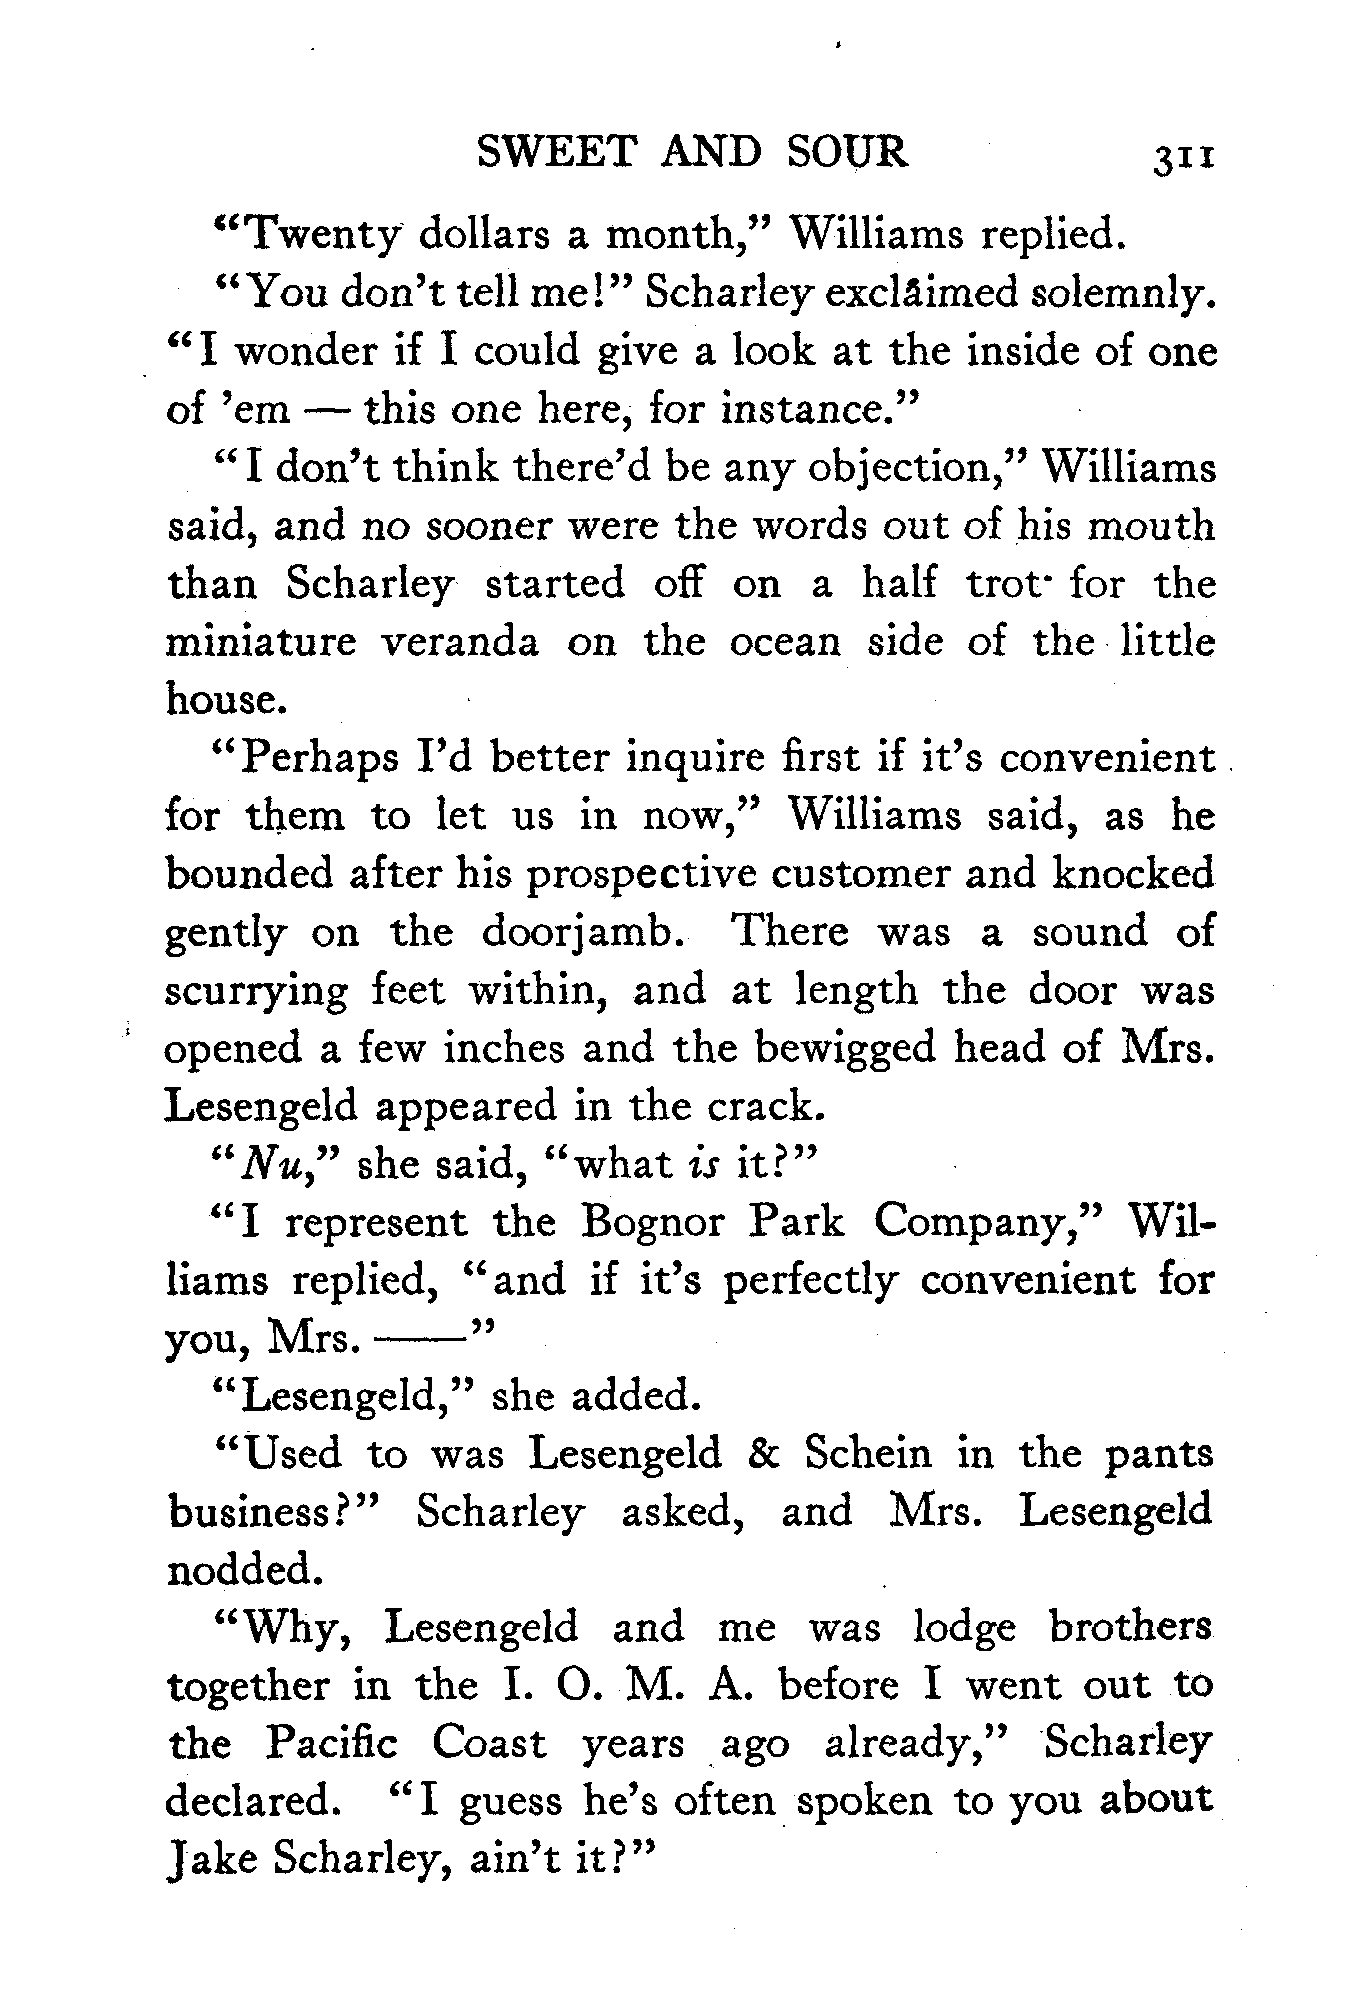 SWEET AND SOUR 311
“Twenty dollars a month,” Williams replied.
“You don’t tell me!” Scharley exclaimed solemnly.
“I wonder if I could give a look at the inside of one
of ’em — this one here, for instance.”
“I don’t think there’d be any objection,” Williams
said, and no sooner were the words out of his mouth
than Scharley started off on a half trot for the
miniature veranda on the ocean side of the little
house.
“Perhaps I’d better inquire first if it’s convenient
for them to let us in now,” Williams said, as he
bounded after his prospective customer and knocked
gently on the doorjamb. There was a sound of
scurrying feet within, and at length the door was
opened a few inches and the bewigged head of Mrs.
Lesengeld appeared in the crack.
“Nu,” she said, “what is it?”
“I represent the Bognor Park Company,” Wil-
liams replied, “and if it’s perfectly convenient for
you, Mrs. ——”
“Lesengeld,” she added.
“Used to was Lesengeld & Schein in the pants
business?” Scharley asked, and Mrs. Lesengeld
nodded.
“Why, Lesengeld and me was lodge brothers
together in the I. O. M. A. before I went out to
the Pacific Coast years ago already,” Scharley
declared. “I guess he’s often spoken to you about
Jake Scharley, ain’t it?”